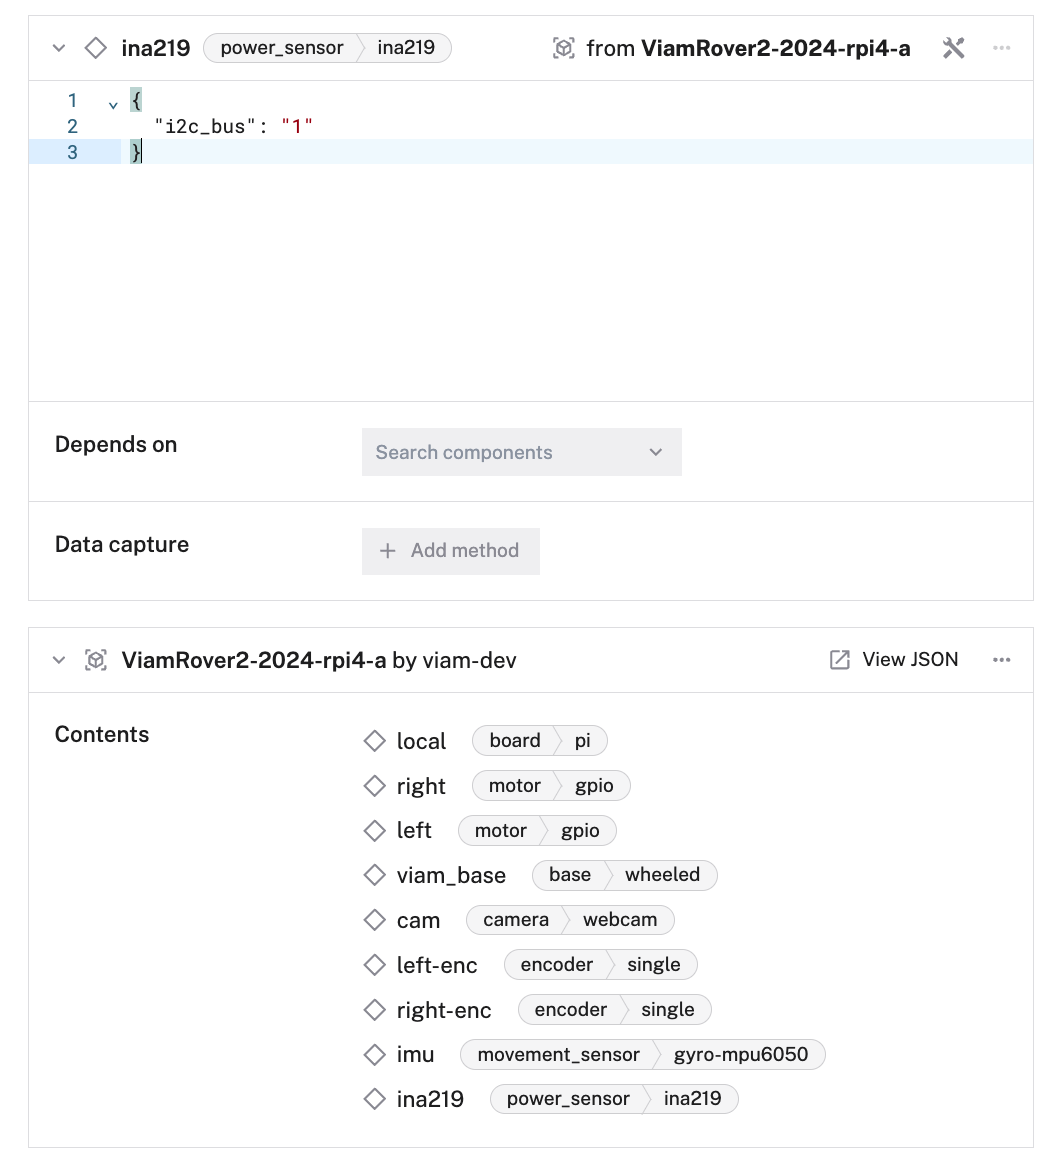 ina219 power_sensor ina219 from ViamRover2-2024-rpi4-a
1 {
2 "i2c_bus": "1"
3 }
Depends on Search components
Data capture + Add method
ViamRover2-2024-rpi4-a by viam-dev View JSON
Contents
local board pi
right motor gpio
left motor gpio
viam_base base wheeled
cam camera webcam
left-enc encoder single
right-enc encoder single
imu movement_sensor gyro-mpu6050
ina219 power_sensor ina219